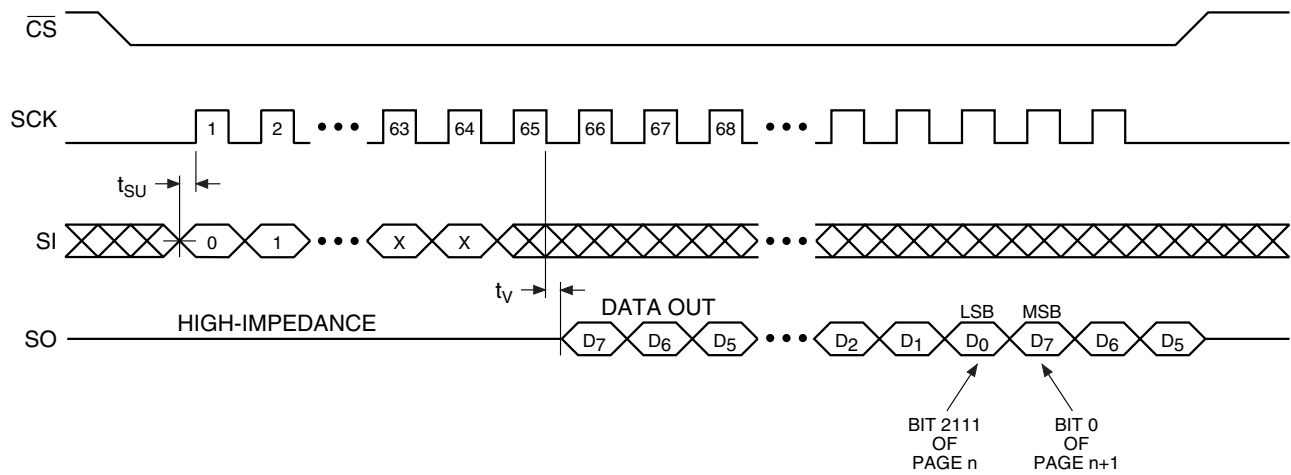 CS
SCK
1 2 ••• 63 64 65 66 67 68 •••
tSU
SI
0 1 ••• X X •••
tV
DATA OUT
HIGH-IMPEDANCE
LSB MSB
SO
D7 D6 D5 ••• D2 D1 D0 D7 D6 D5
BIT 2111
OF
PAGE n
BIT 0
OF
PAGE n+1